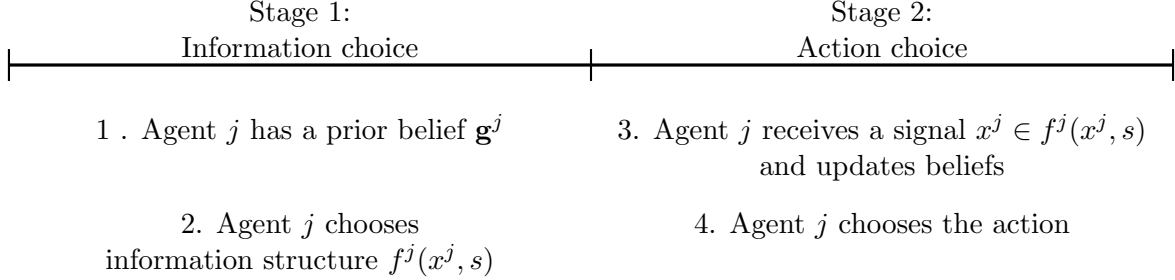 Stage 1:
Information choice
Stage 2:
Action choice
1 . Agent j has a prior belief g^j
2. Agent j chooses
information structure f^j(x^j, s)
3. Agent j receives a signal x^j ∈ f^j(x^j, s)
and updates beliefs
4. Agent j chooses the action